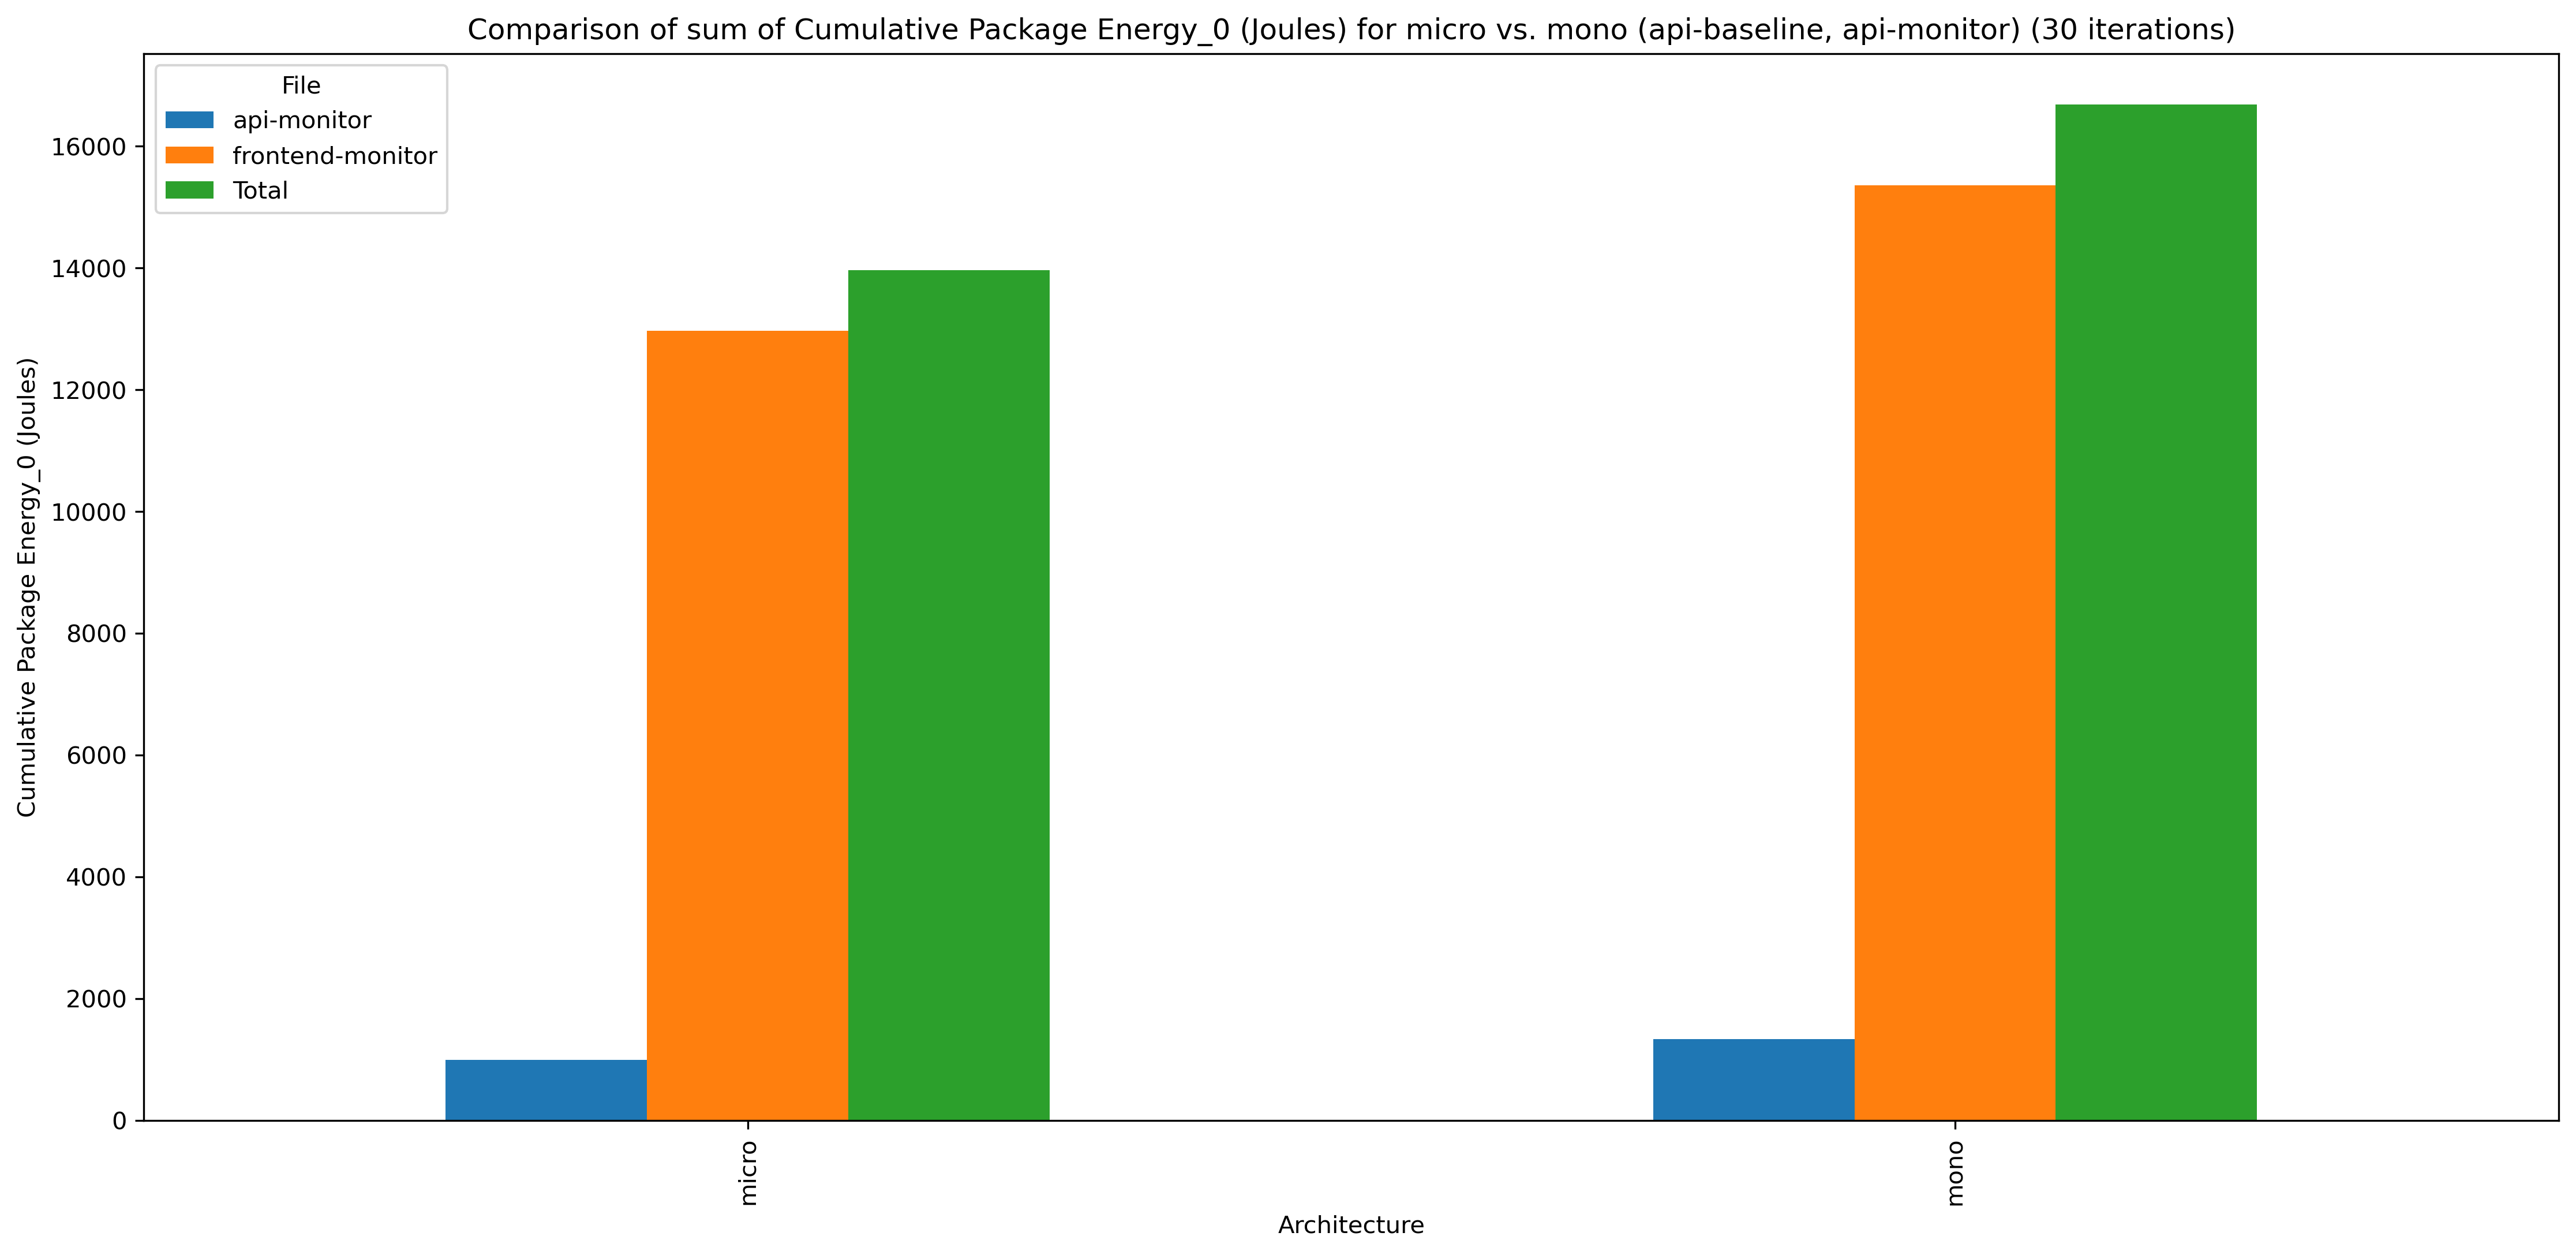 Comparison of sum of Cumulative Package Energy_0 (Joules) for micro vs. mono (api-baseline, api-monitor) (30 iterations)
File
api-monitor
frontend-monitor
Total
Cumulative Package Energy_0 (Joules)
16000
14000
12000
10000
8000
6000
4000
2000
0
micro
mono
Architecture